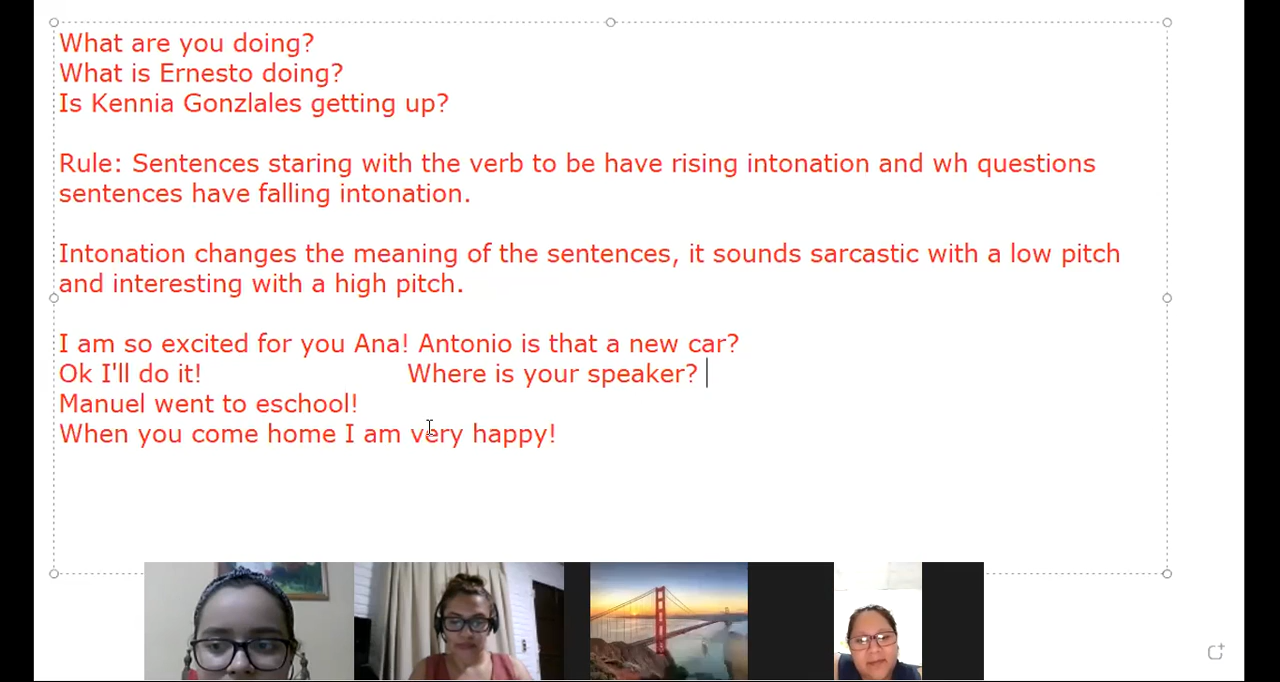 What are you doing?
What is Ernesto doing?
Is Kennia Gonzlales getting up?
Rule: Sentences staring with the verb to be have rising intonation and wh questions
sentences have falling intonation.
Intonation changes the meaning of the sentences, it sounds sarcastic with a low pitch
and interesting with a high pitch.
I am so excited for you Ana! Antonio is that a new car?
Ok I'll do it! Where is your speaker?
Manuel went to eschool!
When you come home I am very happy!